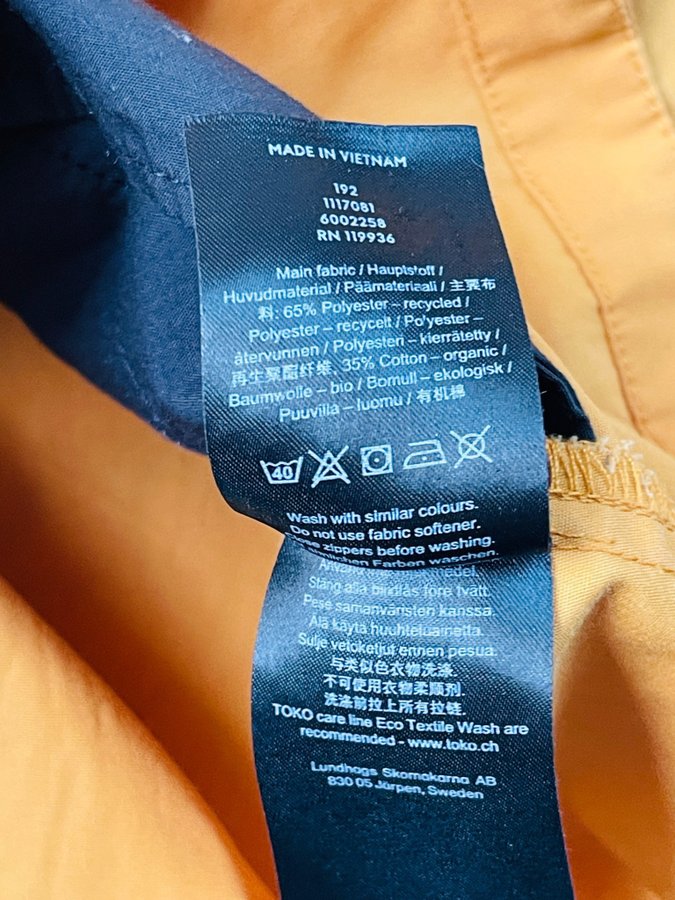 MADE IN VIETNAM
192
1117081
6002258
RN 119936
Main fabric / Hauptstoff /
Huvudmaterial / Päämateriaali / 主要布
料: 65% Polyester – recycled /
Polyester – recycelt / Polyester –
återvunnen / Polyesteri – kierrätetty /
再生聚酯纤维, 35% Cotton – organic /
Baumwolle – bio / Bomull – ekologisk /
Puuvilla – luomu / 有机棉
40
Wash with similar colours.
Do not use fabric softener.
zippers before washing.
Farben waschen.
Stäng alla blixtlås före tvätt.
Pese samanväristen kanssa.
Älä käytä huuhteluainetta.
Sulje vetoketjut ennen pesua.
与类似色衣物洗涤.
不可使用衣物柔顺剂.
洗涤前拉上所有拉链.
TOKO care line Eco Textile Wash are
recommended - www.toko.ch
Lundhags Skomakarna AB
830 05 Järpen, Sweden